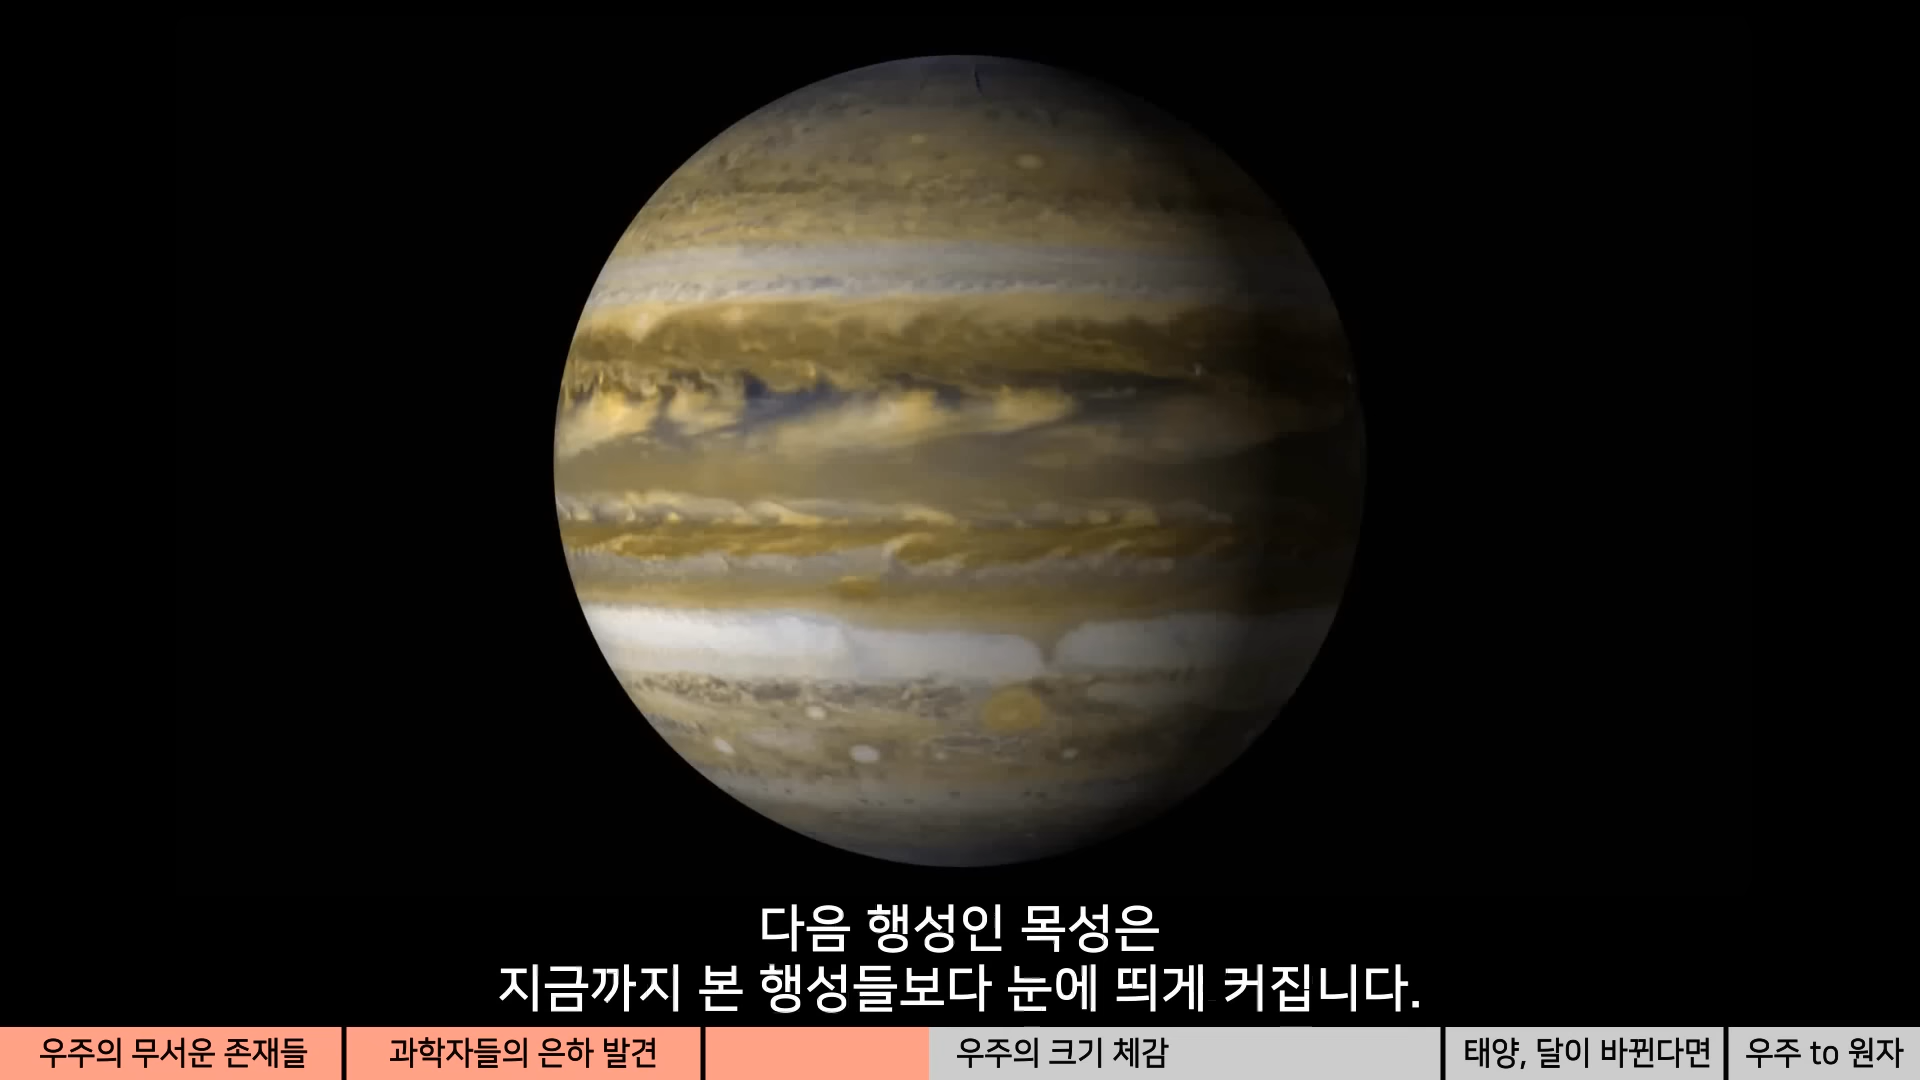 다음 행성인 목성은
지금까지 본 행성들보다 눈에 띄게 커집니다.
우주의 무서운 존재들
과학자들의 은하 발견
우주의 크기 체감
태양, 달이 바뀐다면
우주 to 원자